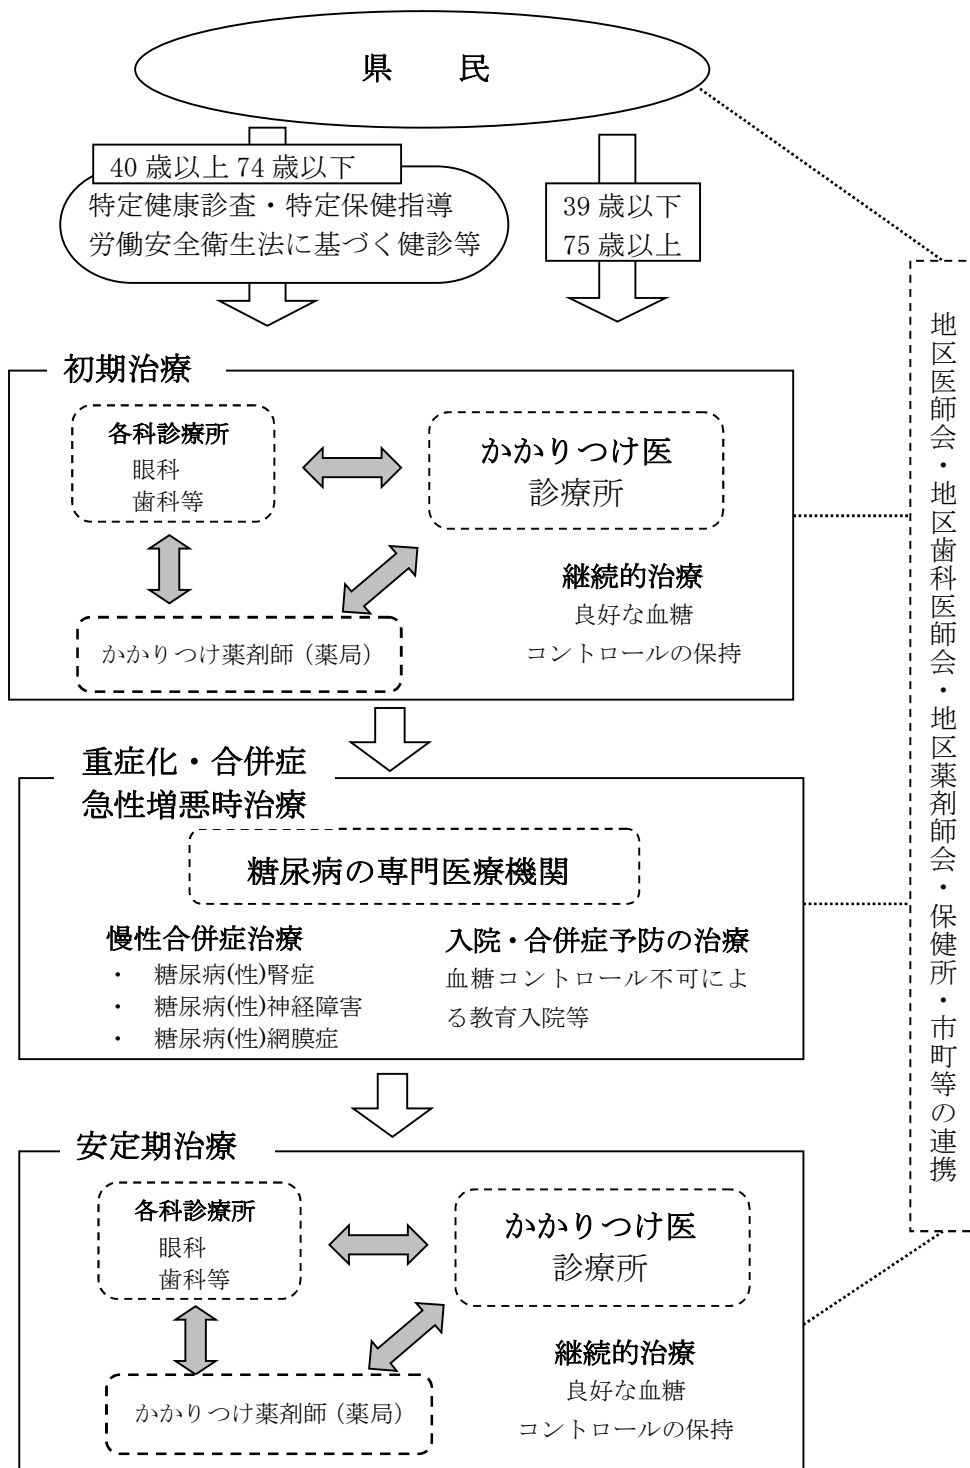 県　　民
40 歳以上 74 歳以下
特定健康診査・特定保健指導
労働安全衛生法に基づく健診等
39 歳以下
75 歳以上
初期治療
各科診療所
眼科
歯科等
かかりつけ医
診療所
継続的治療
良好な血糖
コントロールの保持
かかりつけ薬剤師（薬局）
重症化・合併症
急性増悪時治療
糖尿病の専門医療機関
慢性合併症治療
・　糖尿病(性)腎症
・　糖尿病(性)神経障害
・　糖尿病(性)網膜症
入院・合併症予防の治療
血糖コントロール不可によ
る教育入院等
安定期治療
各科診療所
眼科
歯科等
かかりつけ医
診療所
継続的治療
良好な血糖
コントロールの保持
かかりつけ薬剤師（薬局）
地区医師会・地区歯科医師会・地区薬剤師会・保健所・市町等の連携